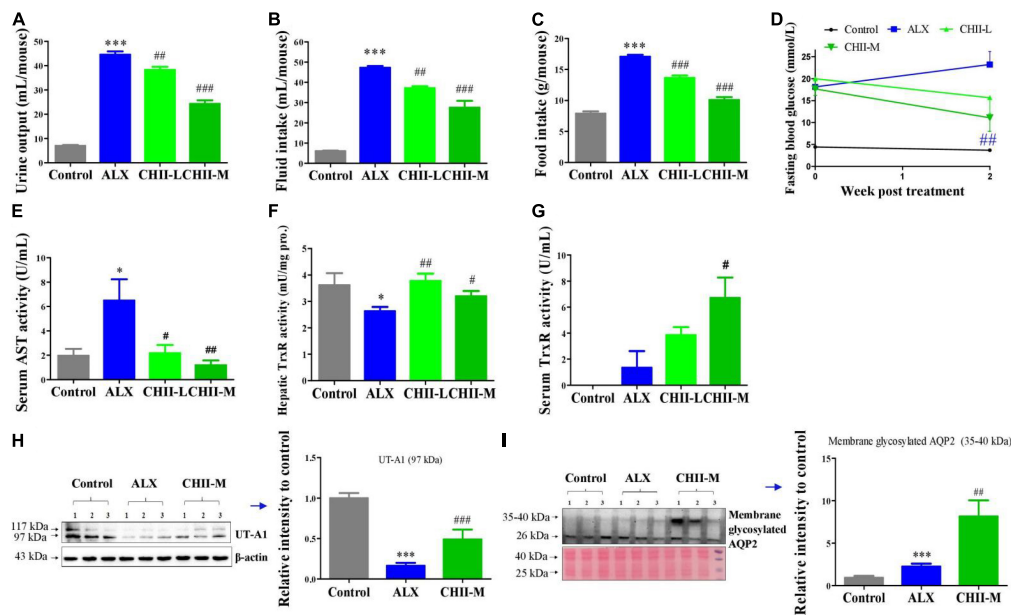 A
Urine output (mL/mouse)
50
40
30
20
10
0
***
##
###
Control ALX CHII-L CHII-M
B
Fluid intake (mL/mouse)
60
50
40
30
20
10
0
***
##
###
Control ALX CHII-L CHII-M
C
Food intake (g/mouse)
20
15
10
5
0
***
###
###
Control ALX CHII-L CHII-M
D
Control ALX CHII-L
CHII-M
Fasting blood glucose (mmol/L)
30
25
20
15
10
5
0
##
0 1 2
Week post treatment
E
Serum AST activity (U/mL)
10
8
6
4
2
0
*
#
##
Control ALX CHII-L CHII-M
F
Hepatic TrxR activity (mU/mg pro.)
5
4
3
2
1
0
*
##
#
Control ALX CHII-L CHII-M
G
Serum TrxR activity (U/mL)
10
8
6
4
2
0
#
Control ALX CHII-L CHII-M
H
Control ALX CHII-M
1 2 3 1 2 3 1 2 3
117 kDa
97 kDa
UT-A1
43 kDa
β-actin
Relative intensity to control
UT-A1 (97 kDa)
1.5
1.0
0.5
0.0
***
###
Control ALX CHII-M
I
Control ALX CHII-M
1 2 3 1 2 3 1 2 3
35-40 kDa
26 kDa
Membrane
glycosylated
AQP2
40 kDa
25 kDa
Relative intensity to control
Membrane glycosylated AQP2 (35-40 kDa)
15
10
5
0
***
##
Control ALX CHII-M